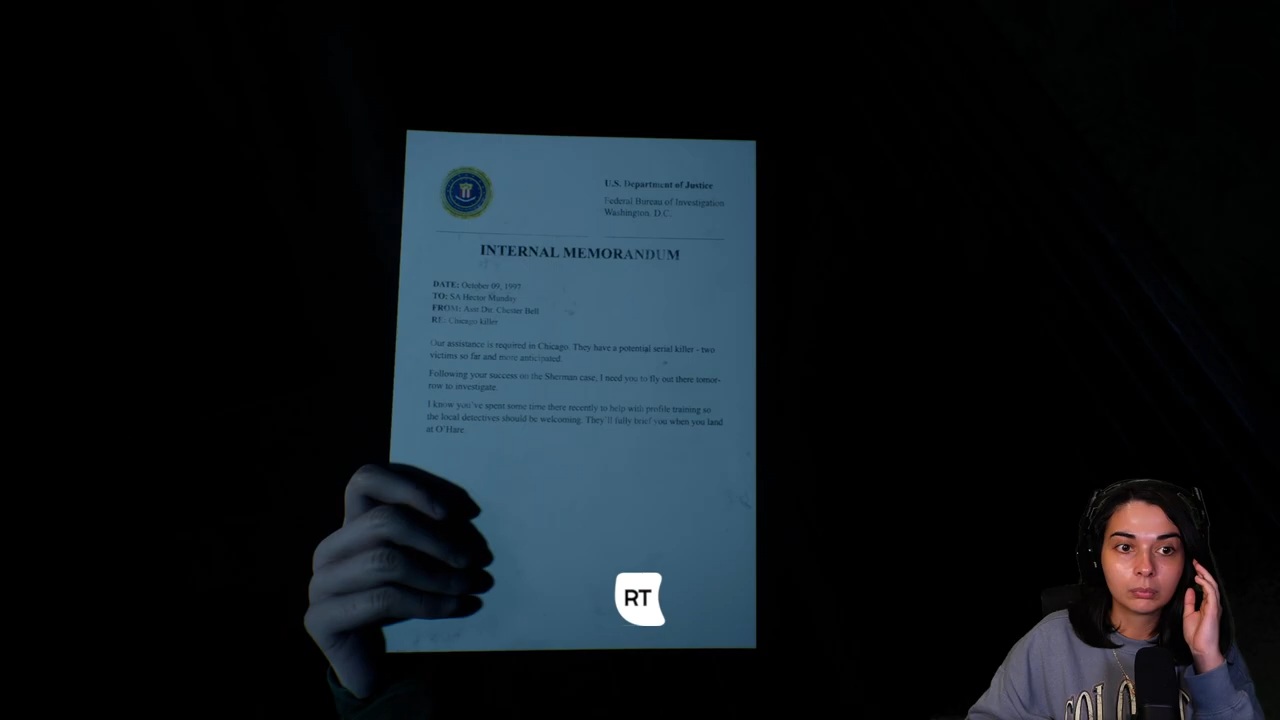 U.S. Department of Justice
Federal Bureau of Investigation
Washington, D.C.
INTERNAL MEMORANDUM
DATE: October 09, 1997
TO: SA Hector Munday
FROM: Asst Dir. Chester Bell
RE: Chicago killer
Our assistance is required in Chicago. They have a potential serial killer - two
victims so far and more anticipated.
Following your success on the Sherman case, I need you to fly out there tomor-
row to investigate.
I know you've spent some time there recently to help with profile training so
the local detectives should be welcoming. They'll fully brief you when you land
at O'Hare.
RT